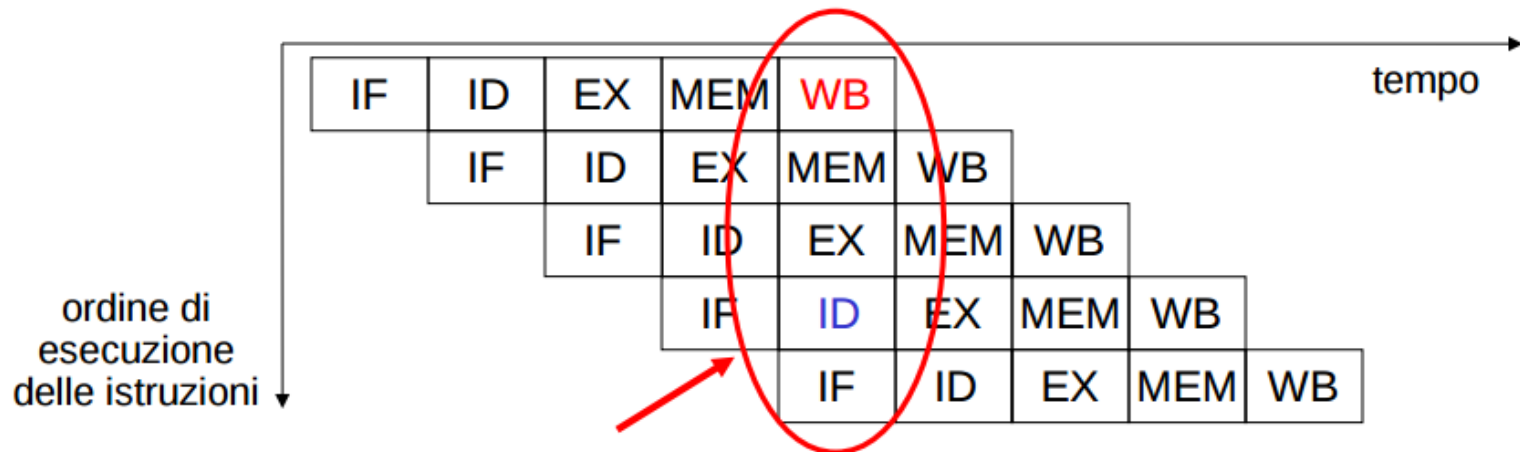 tempo
IF ID EX MEM WB
IF ID EX MEM WB
IF ID EX MEM WB
IF ID EX MEM WB
IF ID EX MEM WB
ordine di
esecuzione
delle istruzioni